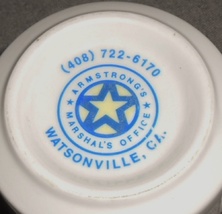 (408) 722-6170
ARMSTRONG'S
MARSHAL'S OFFICE
WATSONVILLE, CA.